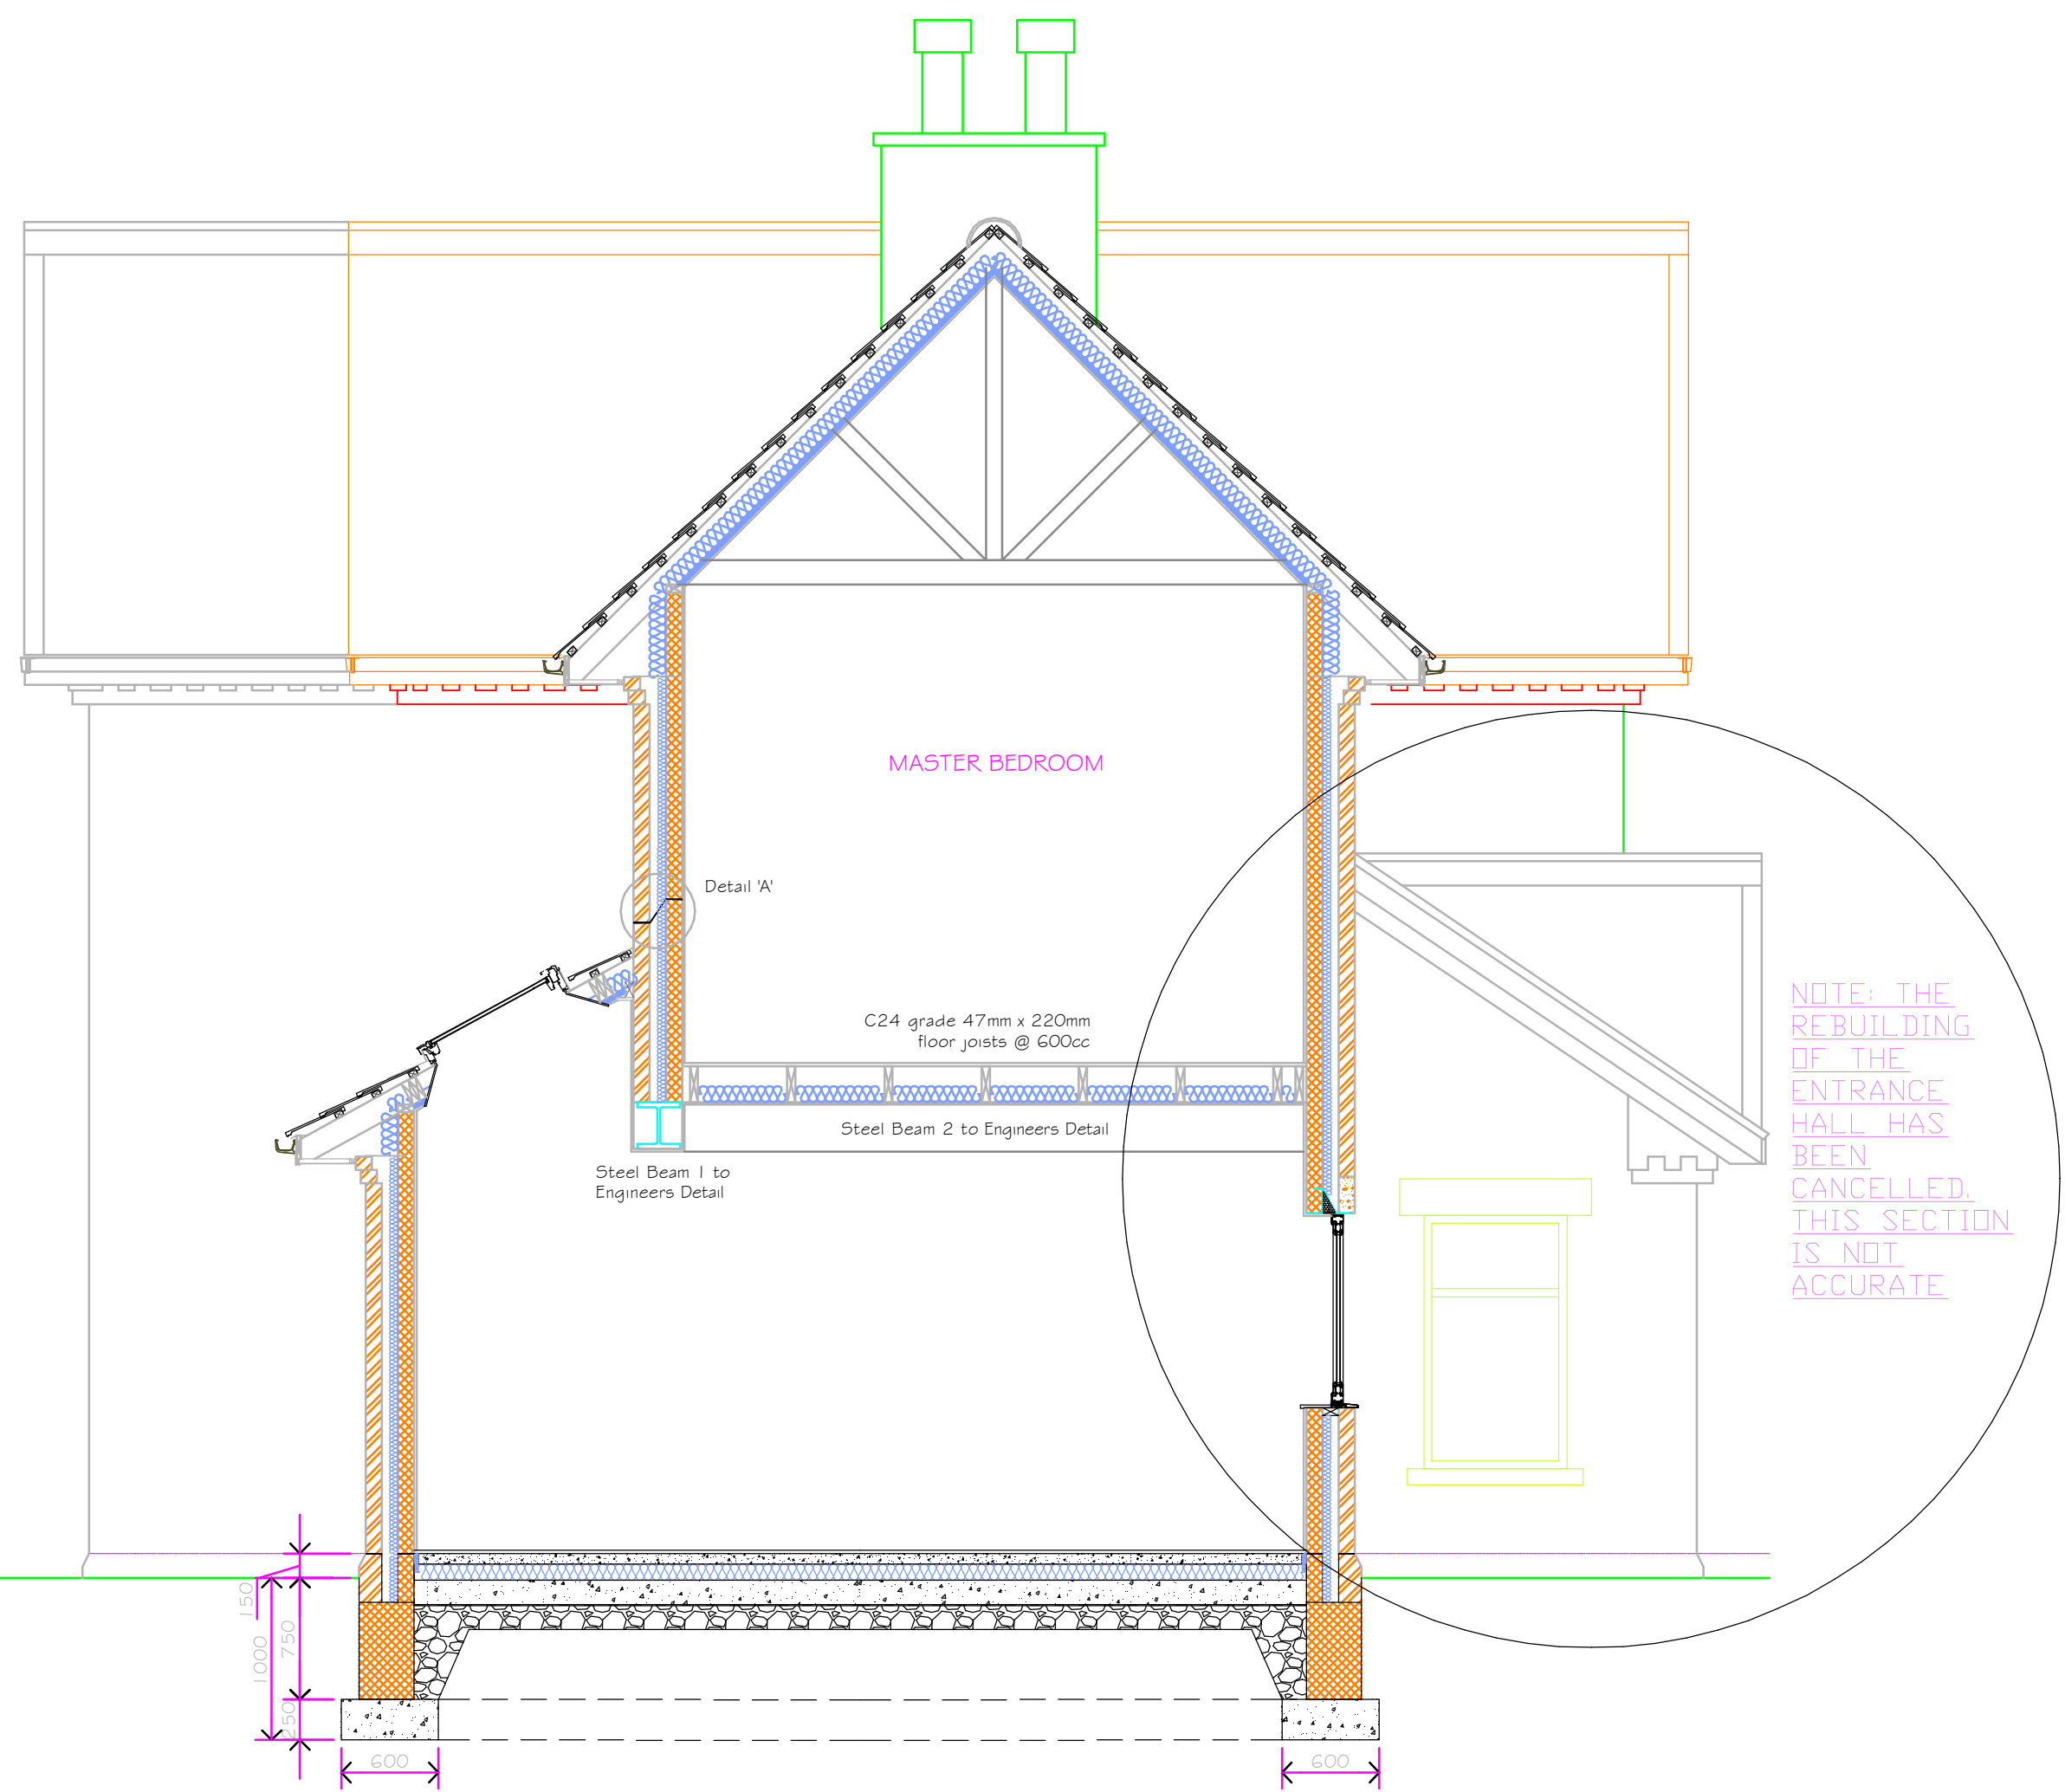 MASTER BEDROOM
Detail 'A'
C24 grade 47mm x 220mm
floor joists @ 600cc
Steel Beam 2 to Engineers Detail
Steel Beam 1 to
Engineers Detail
NOTE: THE
REBUILDING
OF THE
ENTRANCE
HALL HAS
BEEN
CANCELLED.
THIS SECTION
IS NOT
ACCURATE
150
750
1000
250
600
600